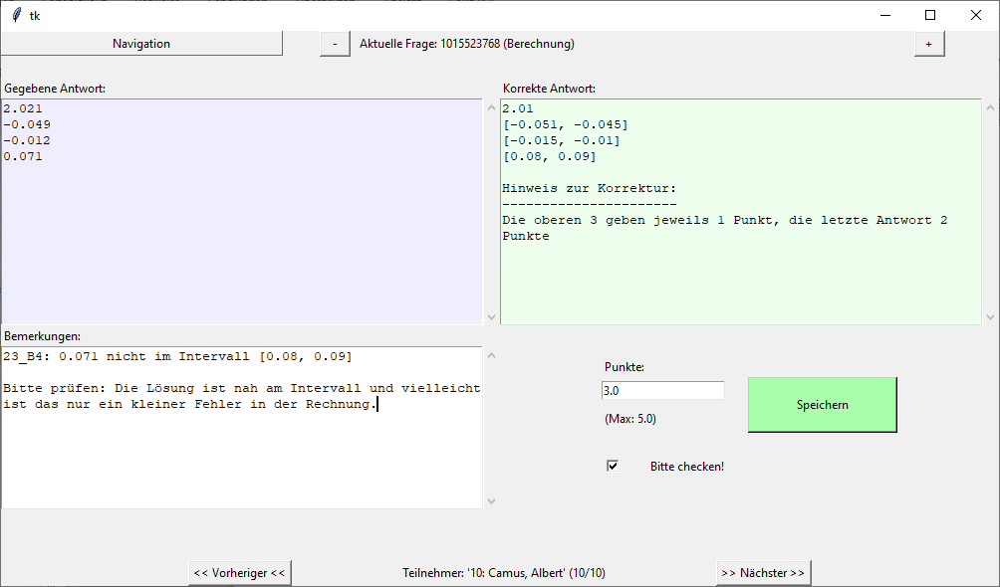 tk
Navigation
-
Aktuelle Frage: 1015523768 (Berechnung)
+
Gegebene Antwort:
2.021
-0.049
-0.012
0.071
Korrekte Antwort:
2.01
[-0.051, -0.045]
[-0.015, -0.01]
[0.08, 0.09]
Hinweis zur Korrektur:
----------------------
Die oberen 3 geben jeweils 1 Punkt, die letzte Antwort 2
Punkte
Bemerkungen:
23_B4: 0.071 nicht im Intervall [0.08, 0.09]
Bitte prüfen: Die Lösung ist nah am Intervall und vielleicht
ist das nur ein kleiner Fehler in der Rechnung.
Punkte:
3.0
(Max: 5.0)
Speichern
Bitte checken!
<< Vorheriger <<
Teilnehmer: '10: Camus, Albert' (10/10)
>> Nächster >>